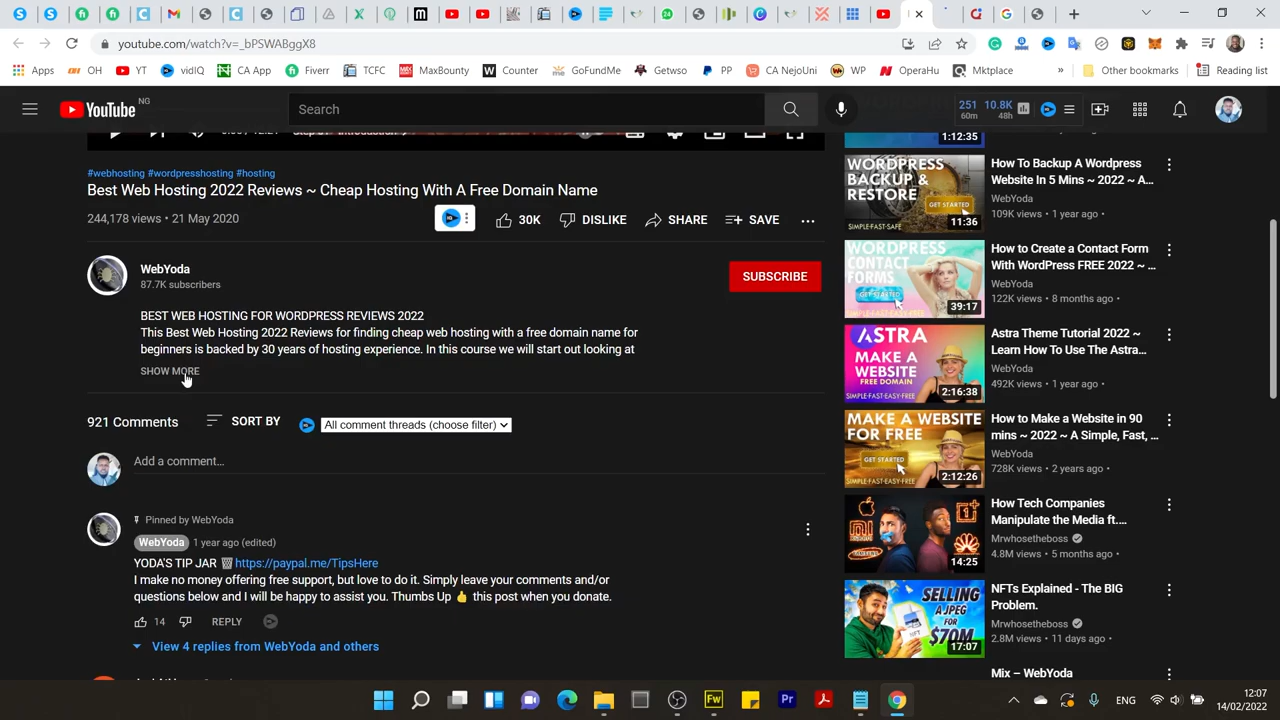 youtube.com/watch?v=_bPSWABggX8
Apps
OH
YT
vidIQ
CA App
Fiverr
TCFC
MaxBounty
Counter
GoFundMe
Getwso
PP
CA NejoUni
WP
OperaHu
Mktplace
»
Other bookmarks
Reading list
YouTube NG
Search
251 10.8K
60m 48h
1:12:35
#webhosting #wordpresshosting #hosting
Best Web Hosting 2022 Reviews ~ Cheap Hosting With A Free Domain Name
244,178 views • 21 May 2020
30K
DISLIKE
SHARE
SAVE
WebYoda
87.7K subscribers
SUBSCRIBE
BEST WEB HOSTING FOR WORDPRESS REVIEWS 2022
This Best Web Hosting 2022 Reviews for finding cheap web hosting with a free domain name for
beginners is backed by 30 years of hosting experience. In this course we will start out looking at
SHOW MORE
921 Comments
SORT BY
All comment threads (choose filter)
Add a comment...
Pinned by WebYoda
WebYoda 1 year ago (edited)
YODA'S TIP JAR https://paypal.me/TipsHere
I make no money offering free support, but love to do it. Simply leave your comments and/or
questions below and I will be happy to assist you. Thumbs Up 👍 this post when you donate.
14
REPLY
View 4 replies from WebYoda and others
WORDPRESS
BACKUP &
RESTORE
GET STARTED
SIMPLE-FAST-SAFE
11:36
How To Backup A Wordpress
Website In 5 Mins ~ 2022 ~ A...
WebYoda
109K views • 1 year ago •
WORDPRESS
CONTACT
FORMS
GET STARTED
39:17
How to Create a Contact Form
With WordPress FREE 2022 ~ ...
WebYoda
122K views • 8 months ago •
ASTRA
MAKE A
WEBSITE
FREE DOMAIN
SIMPLE-FAST-EASY-FREE
2:16:38
Astra Theme Tutorial 2022 ~
Learn How To Use The Astra...
WebYoda
492K views • 1 year ago •
MAKE A WEBSITE
FOR FREE
GET STARTED
SIMPLE-FAST-EASY-FREE
2:12:26
How to Make a Website in 90
mins ~ 2022 ~ A Simple, Fast, ...
WebYoda
728K views • 2 years ago •
14:25
How Tech Companies
Manipulate the Media ft....
Mrwhosetheboss
4.8M views • 5 months ago •
SELLING
A JPEG
FOR
$70M
NFT
17:07
NFTs Explained - The BIG
Problem.
Mrwhosetheboss
2.8M views • 11 days ago •
Mix – WebYoda
ENG
12:07
14/02/2022